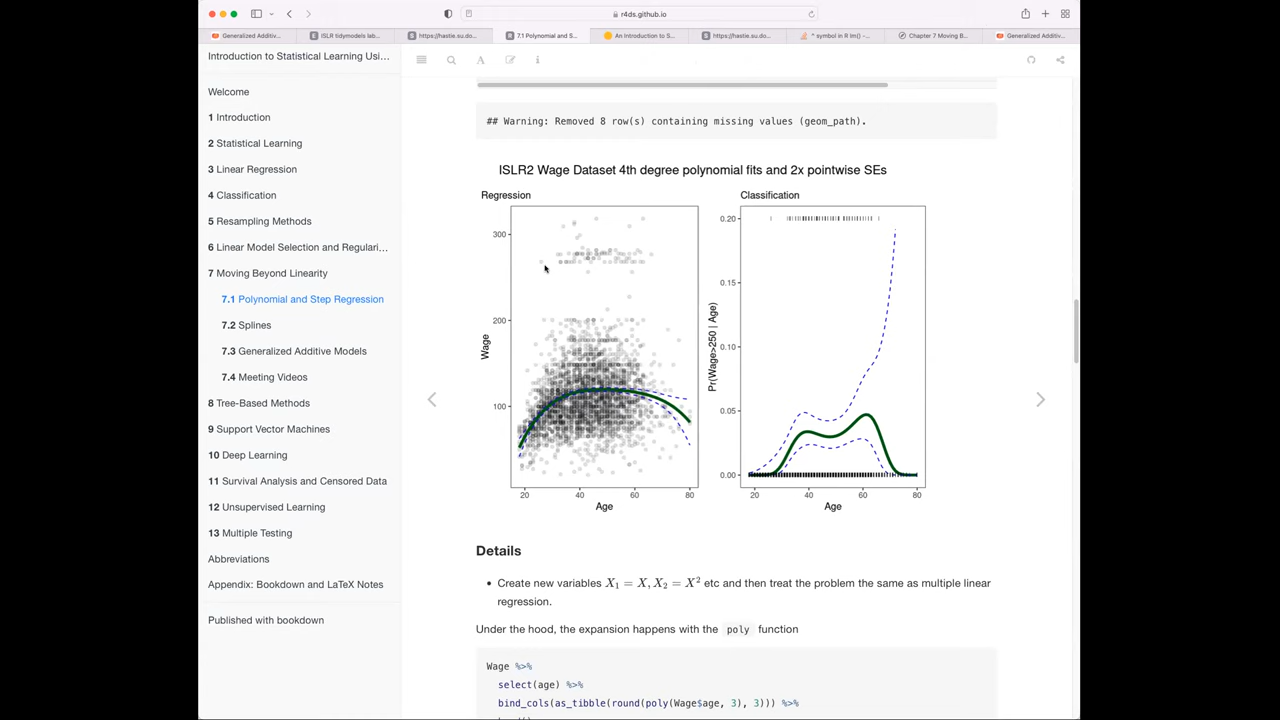 r4ds.github.io
Generalized Additiv...
ISLR tidymodels lab...
https://hastie.su.do...
7.1 Polynomial and S...
An Introduction to S...
https://hastie.su.do...
* symbol in R lm() -...
Chapter 7 Moving B...
Generalized Additiv...
Introduction to Statistical Learning Usi...
Welcome
1 Introduction
2 Statistical Learning
3 Linear Regression
4 Classification
5 Resampling Methods
6 Linear Model Selection and Regulari...
7 Moving Beyond Linearity
7.1 Polynomial and Step Regression
7.2 Splines
7.3 Generalized Additive Models
7.4 Meeting Videos
8 Tree-Based Methods
9 Support Vector Machines
10 Deep Learning
11 Survival Analysis and Censored Data
12 Unsupervised Learning
13 Multiple Testing
Abbreviations
Appendix: Bookdown and LaTeX Notes
Published with bookdown
## Warning: Removed 8 row(s) containing missing values (geom_path).
ISLR2 Wage Dataset 4th degree polynomial fits and 2x pointwise SEs
Regression
300
200
100
Wage
20 40 60 80
Age
Classification
0.20
0.15
0.10
0.05
0.00
Pr(Wage>250 | Age)
20 40 60 80
Age
Details
• Create new variables X₁ = X, X₂ = X² etc and then treat the problem the same as multiple linear
regression.
Under the hood, the expansion happens with the poly function
Wage %>%
select(age) %>%
bind_cols(as_tibble(round(poly(Wage$age, 3), 3))) %>%